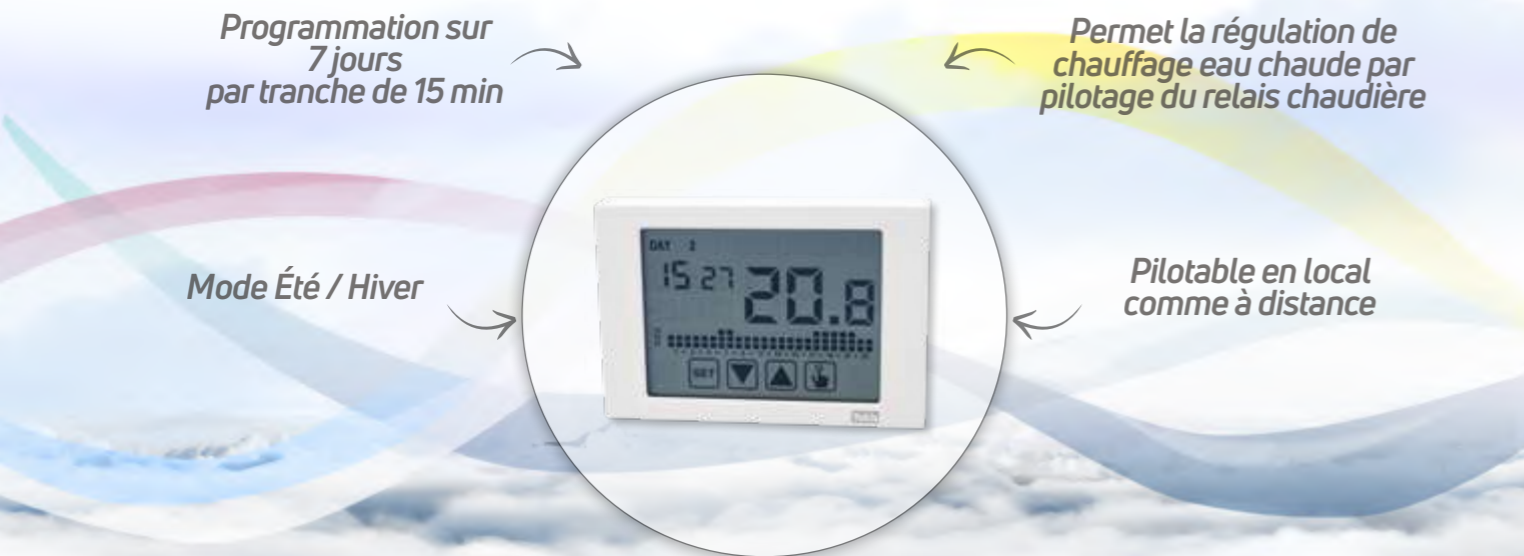 Programmation sur
7 jours
par tranche de 15 min
Permet la régulation de
chauffage eau chaude par
pilotage du relais chaudière
Mode Été / Hiver
Pilotable en local
comme à distance
DAY 2
15 27 20.8
SET